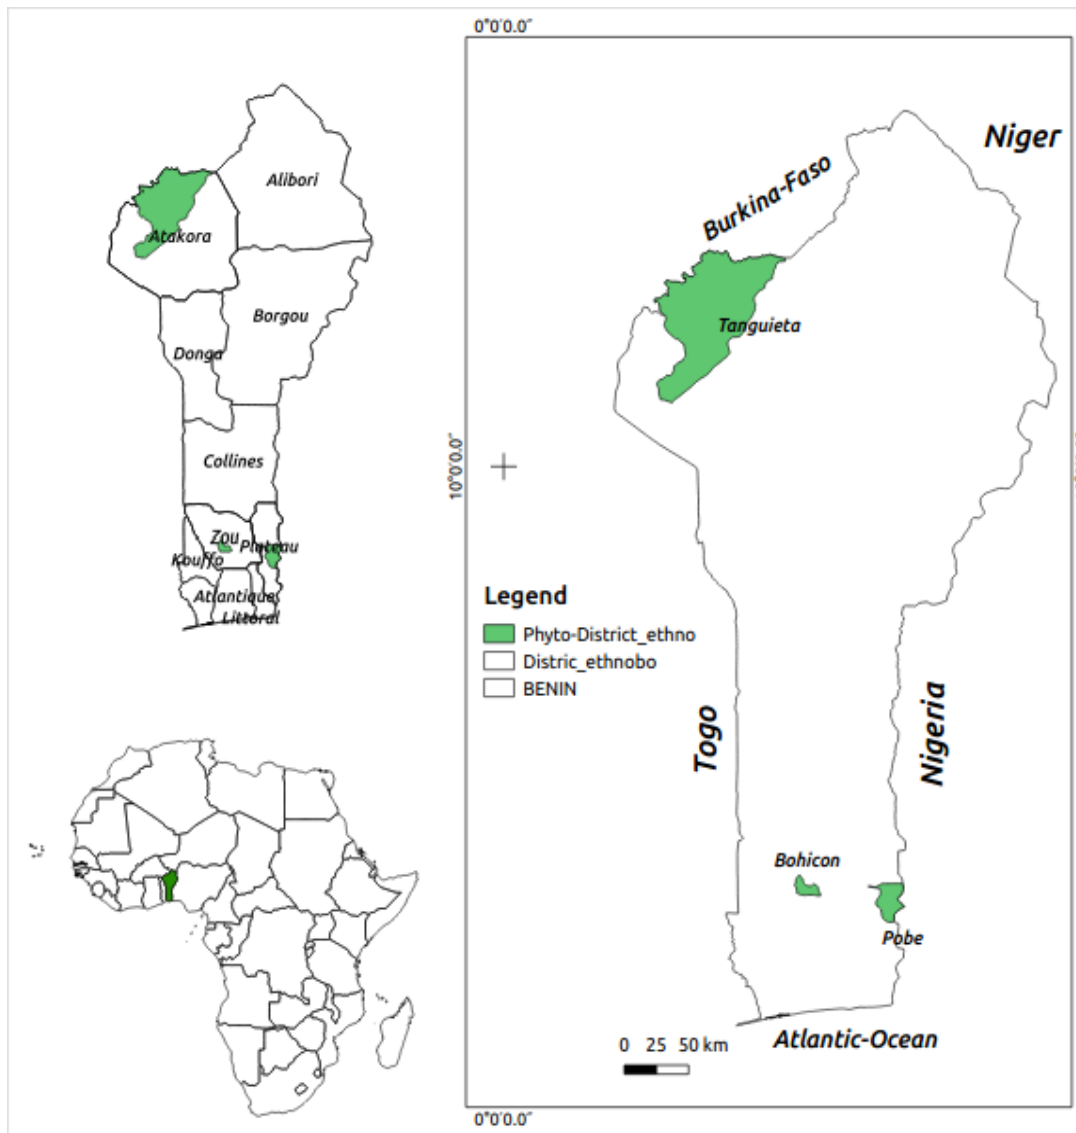 0°0'0.0"
Alibori
Atakora
Borgou
Donga
Collines
Zou
Plateau
Kouffo
Atlantique
Littoral
Niger
Burkina-Faso
Tanguieta
10°0'0.0"
Legend
Phyto-District_ethno
Distric_ethnobo
BENIN
Togo
Nigeria
Bohicon
Pobe
0 25 50 km
Atlantic-Ocean
0°0'0.0"